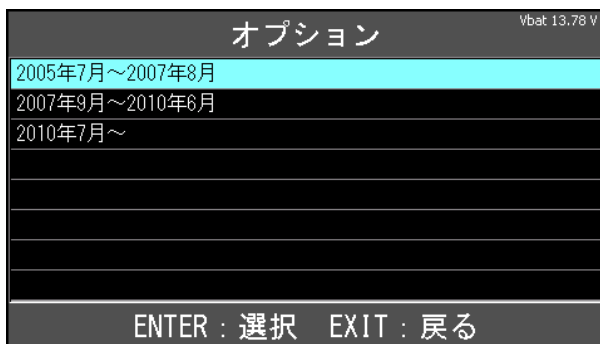 オプション
Vbat 13.78 V
2005年7月～2007年8月
2007年9月～2010年6月
2010年7月～
ENTER：選択 EXIT：戻る